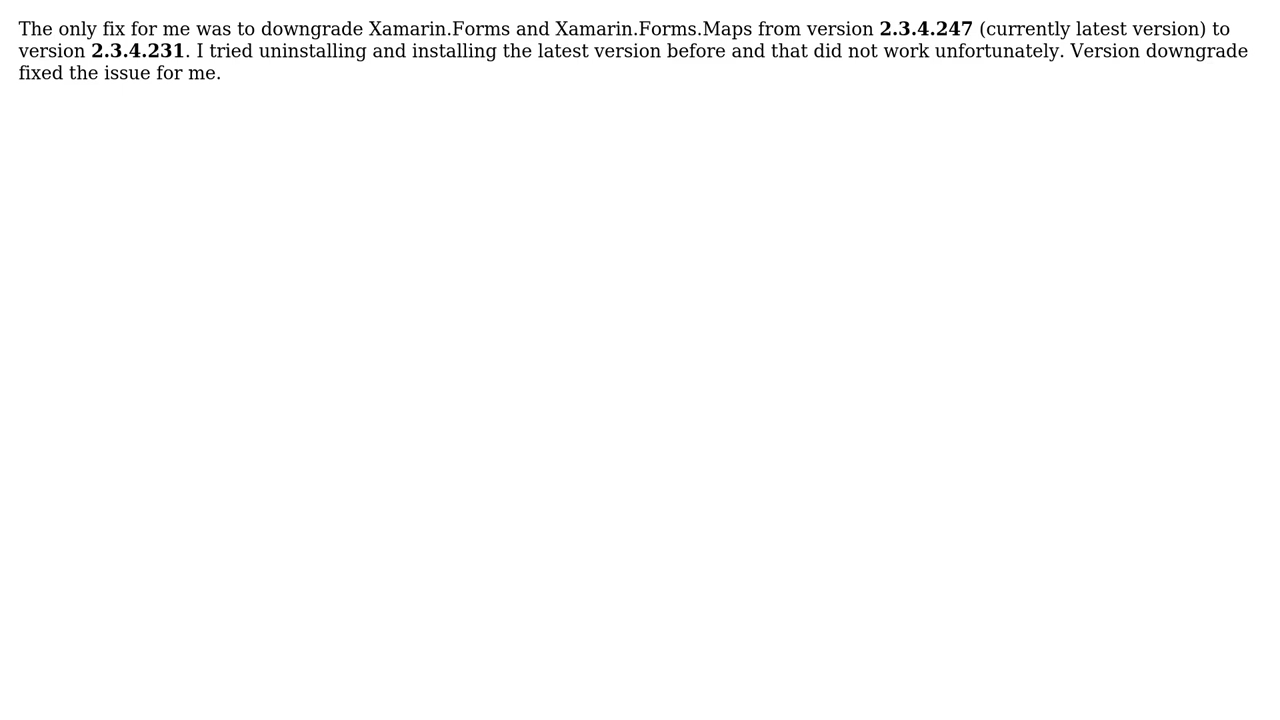 The only fix for me was to downgrade Xamarin.Forms and Xamarin.Forms.Maps from version 2.3.4.247 (currently latest version) to
version 2.3.4.231. I tried uninstalling and installing the latest version before and that did not work unfortunately. Version downgrade
fixed the issue for me.